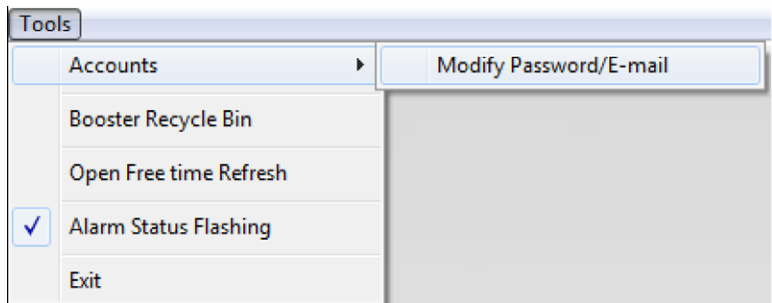 Tools
Accounts
Modify Password/E-mail
Booster Recycle Bin
Open Free time Refresh
Alarm Status Flashing
Exit